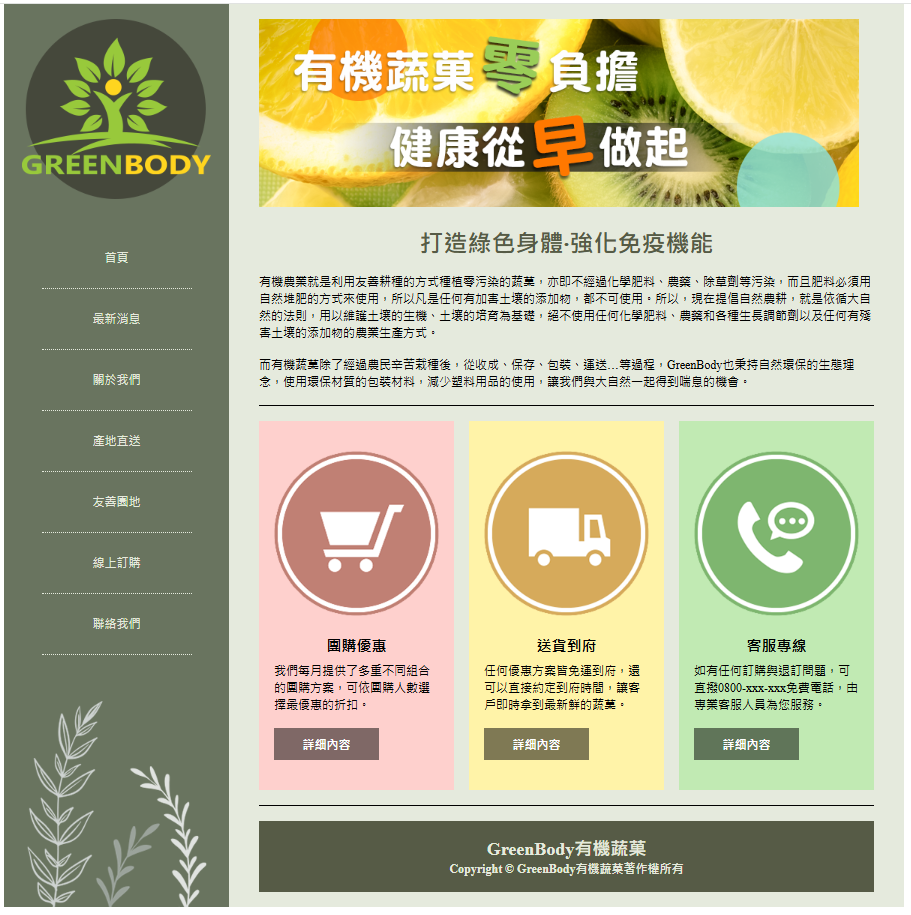 GREENBODY
首頁
最新消息
關於我們
產地直送
友善園地
線上訂購
聯絡我們
有機蔬菓零負擔
健康從早做起
打造綠色身體‧強化免疫機能
有機農業就是利用友善耕種的方式種植零污染的蔬菓，亦即不經過化學肥料、農藥、除草劑等污染，而且肥料必須用
自然堆肥的方式來使用，所以凡是任何有加害土壤的添加物，都不可使用。所以，現在提倡自然農耕，就是依循大自
然的法則，用以維護土壤的生機、土壤的培育為基礎，絕不使用任何化學肥料、農藥和各種生長調節劑以及任何有殘
害土壤的添加物的農業生產方式。
而有機蔬菓除了經過農民辛苦栽種後，從收成、保存、包裝、運送...等過程，GreenBody也秉持自然環保的生態理
念，使用環保材質的包裝材料，減少塑料用品的使用，讓我們與大自然一起得到喘息的機會。
團購優惠
我們每月提供了多重不同組合
的團購方案，可依團購人數選
擇最優惠的折扣。
詳細內容
送貨到府
任何優惠方案皆免運到府，還
可以直接約定到府時間，讓客
戶即時拿到最新鮮的蔬菓。
詳細內容
客服專線
如有任何訂購與退訂問題，可
直撥0800-xxx-xxx免費電話，由
專業客服人員為您服務。
詳細內容
GreenBody有機蔬菓
Copyright © GreenBody有機蔬菓著作權所有